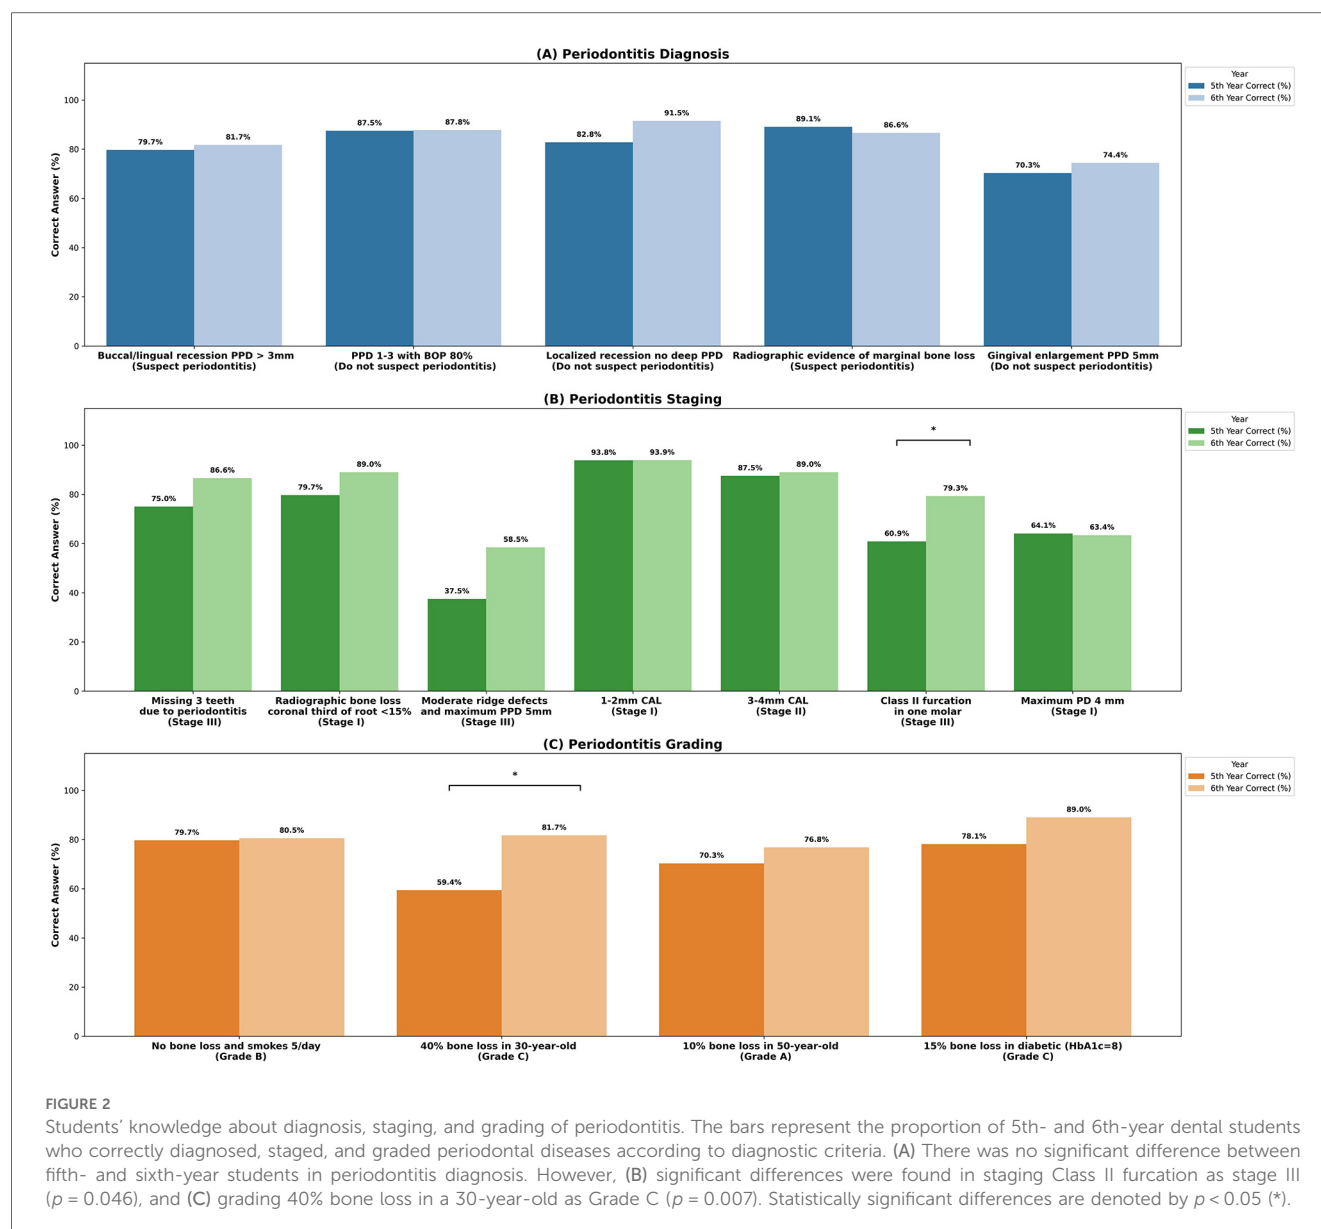 (A) Periodontitis Diagnosis
Correct Answer (%)
100
80
60
40
20
0
79.7%
81.7%
87.5%
87.8%
82.8%
91.5%
89.1%
86.6%
70.3%
74.4%
Buccal/lingual recession PPD > 3mm
(Suspect periodontitis)
PPD 1-3 with BOP 80%
(Do not suspect periodontitis)
Localized recession no deep PPD
(Do not suspect periodontitis)
Radiographic evidence of marginal bone loss
(Suspect periodontitis)
Gingival enlargement PPD 5mm
(Do not suspect periodontitis)
Year
5th Year Correct (%)
6th Year Correct (%)
(B) Periodontitis Staging
Correct Answer (%)
100
80
60
40
20
0
75.0%
86.6%
79.7%
89.0%
37.5%
58.5%
93.8%
93.9%
87.5%
89.0%
*
60.9%
79.3%
64.1%
63.4%
Missing 3 teeth
due to periodontitis
(Stage III)
Radiographic bone loss
coronal third of root <15%
(Stage I)
Moderate ridge defects
and maximum PPD 5mm
(Stage III)
1-2mm CAL
(Stage I)
3-4mm CAL
(Stage II)
Class II furcation
in one molar
(Stage III)
Maximum PD 4 mm
(Stage I)
Year
5th Year Correct (%)
6th Year Correct (%)
(C) Periodontitis Grading
Correct Answer (%)
100
80
60
40
20
0
79.7%
80.5%
*
59.4%
81.7%
70.3%
76.8%
78.1%
89.0%
No bone loss and smokes 5/day
(Grade B)
40% bone loss in 30-year-old
(Grade C)
10% bone loss in 50-year-old
(Grade A)
15% bone loss in diabetic (HbA1c=8)
(Grade C)
Year
5th Year Correct (%)
6th Year Correct (%)
FIGURE 2
Students' knowledge about diagnosis, staging, and grading of periodontitis. The bars represent the proportion of 5th- and 6th-year dental students
who correctly diagnosed, staged, and graded periodontal diseases according to diagnostic criteria. (A) There was no significant difference between
fifth- and sixth-year students in periodontitis diagnosis. However, (B) significant differences were found in staging Class II furcation as stage III
(p = 0.046), and (C) grading 40% bone loss in a 30-year-old as Grade C (p = 0.007). Statistically significant differences are denoted by p < 0.05 (*).